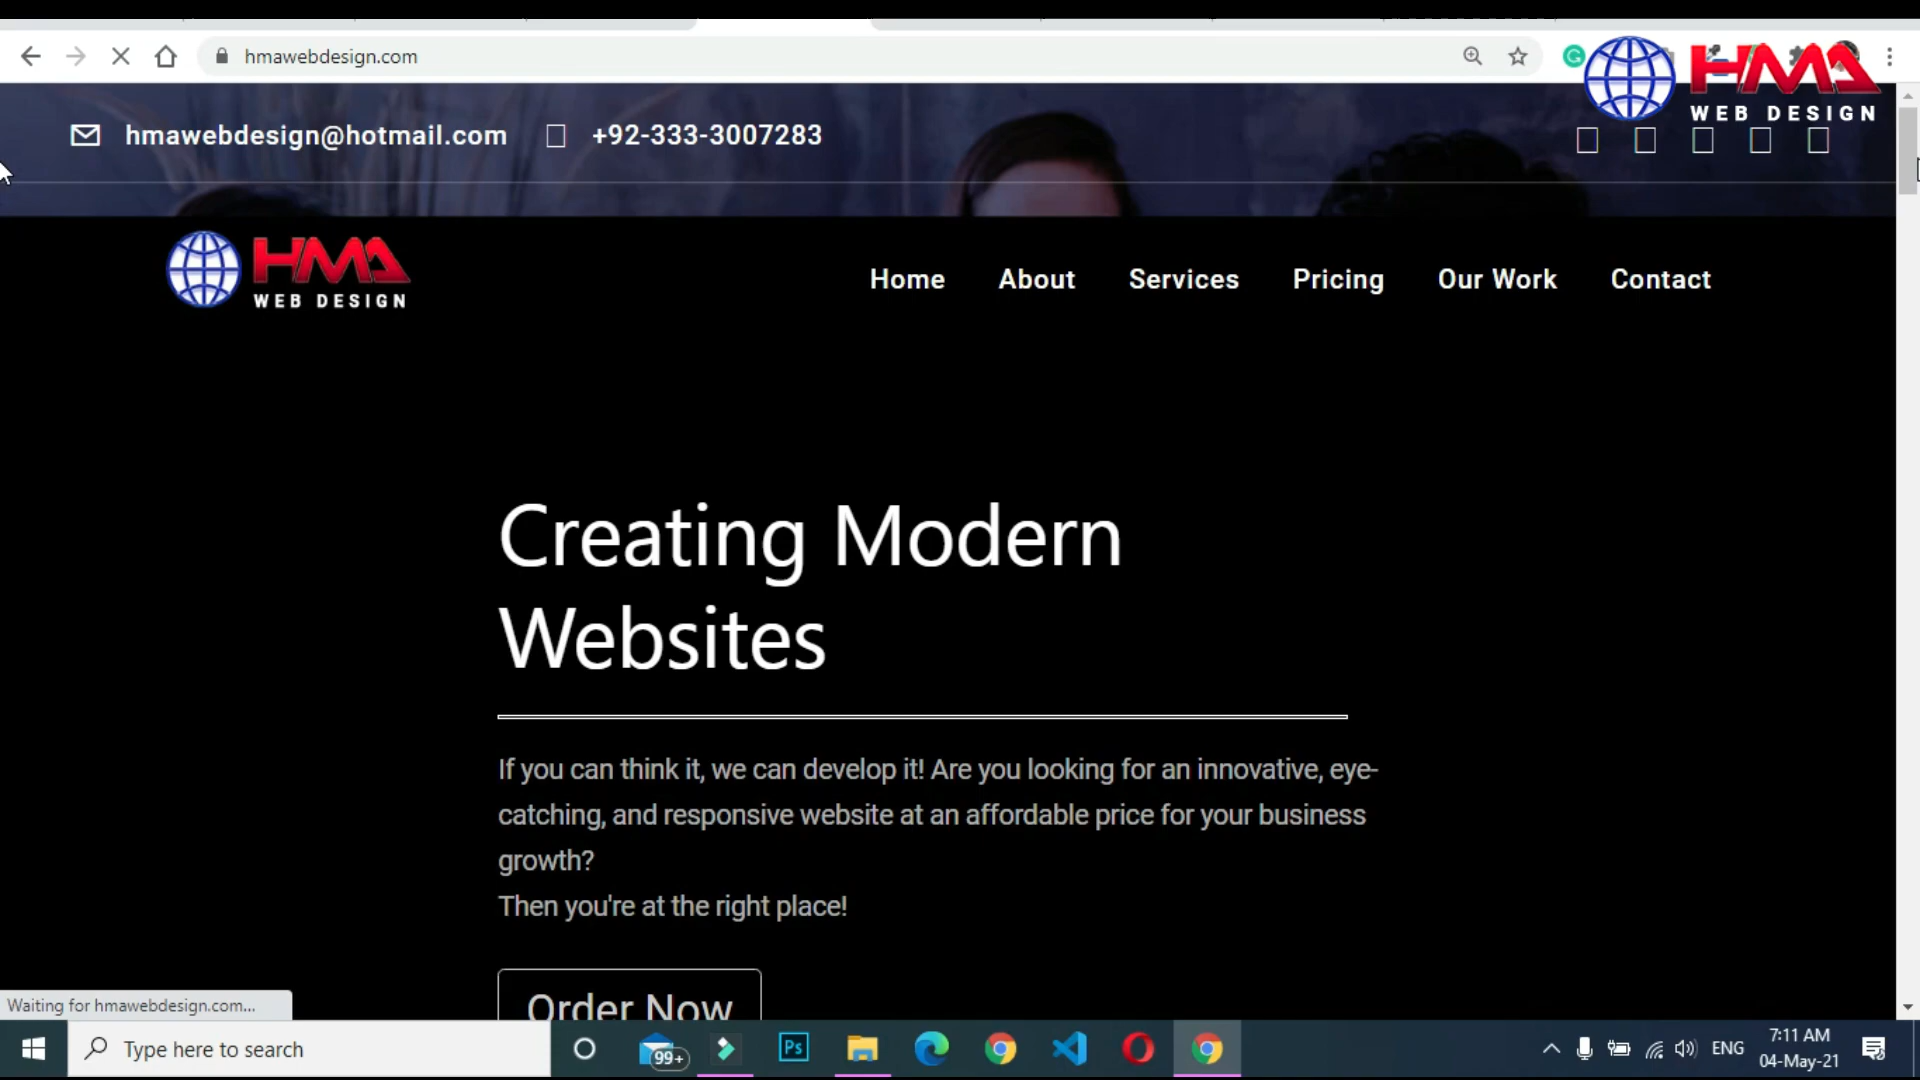 hmawebdesign.com
HMA
WEB DESIGN
hmawebdesign@hotmail.com +92-333-3007283
HMA
WEB DESIGN
Home About Services Pricing Our Work Contact
Creating Modern
Websites
If you can think it, we can develop it! Are you looking for an innovative, eye-
catching, and responsive website at an affordable price for your business
growth?
Then you're at the right place!
Order Now
Waiting for hmawebdesign.com...
Type here to search
99+
Ps
ENG
7:11 AM
04-May-21